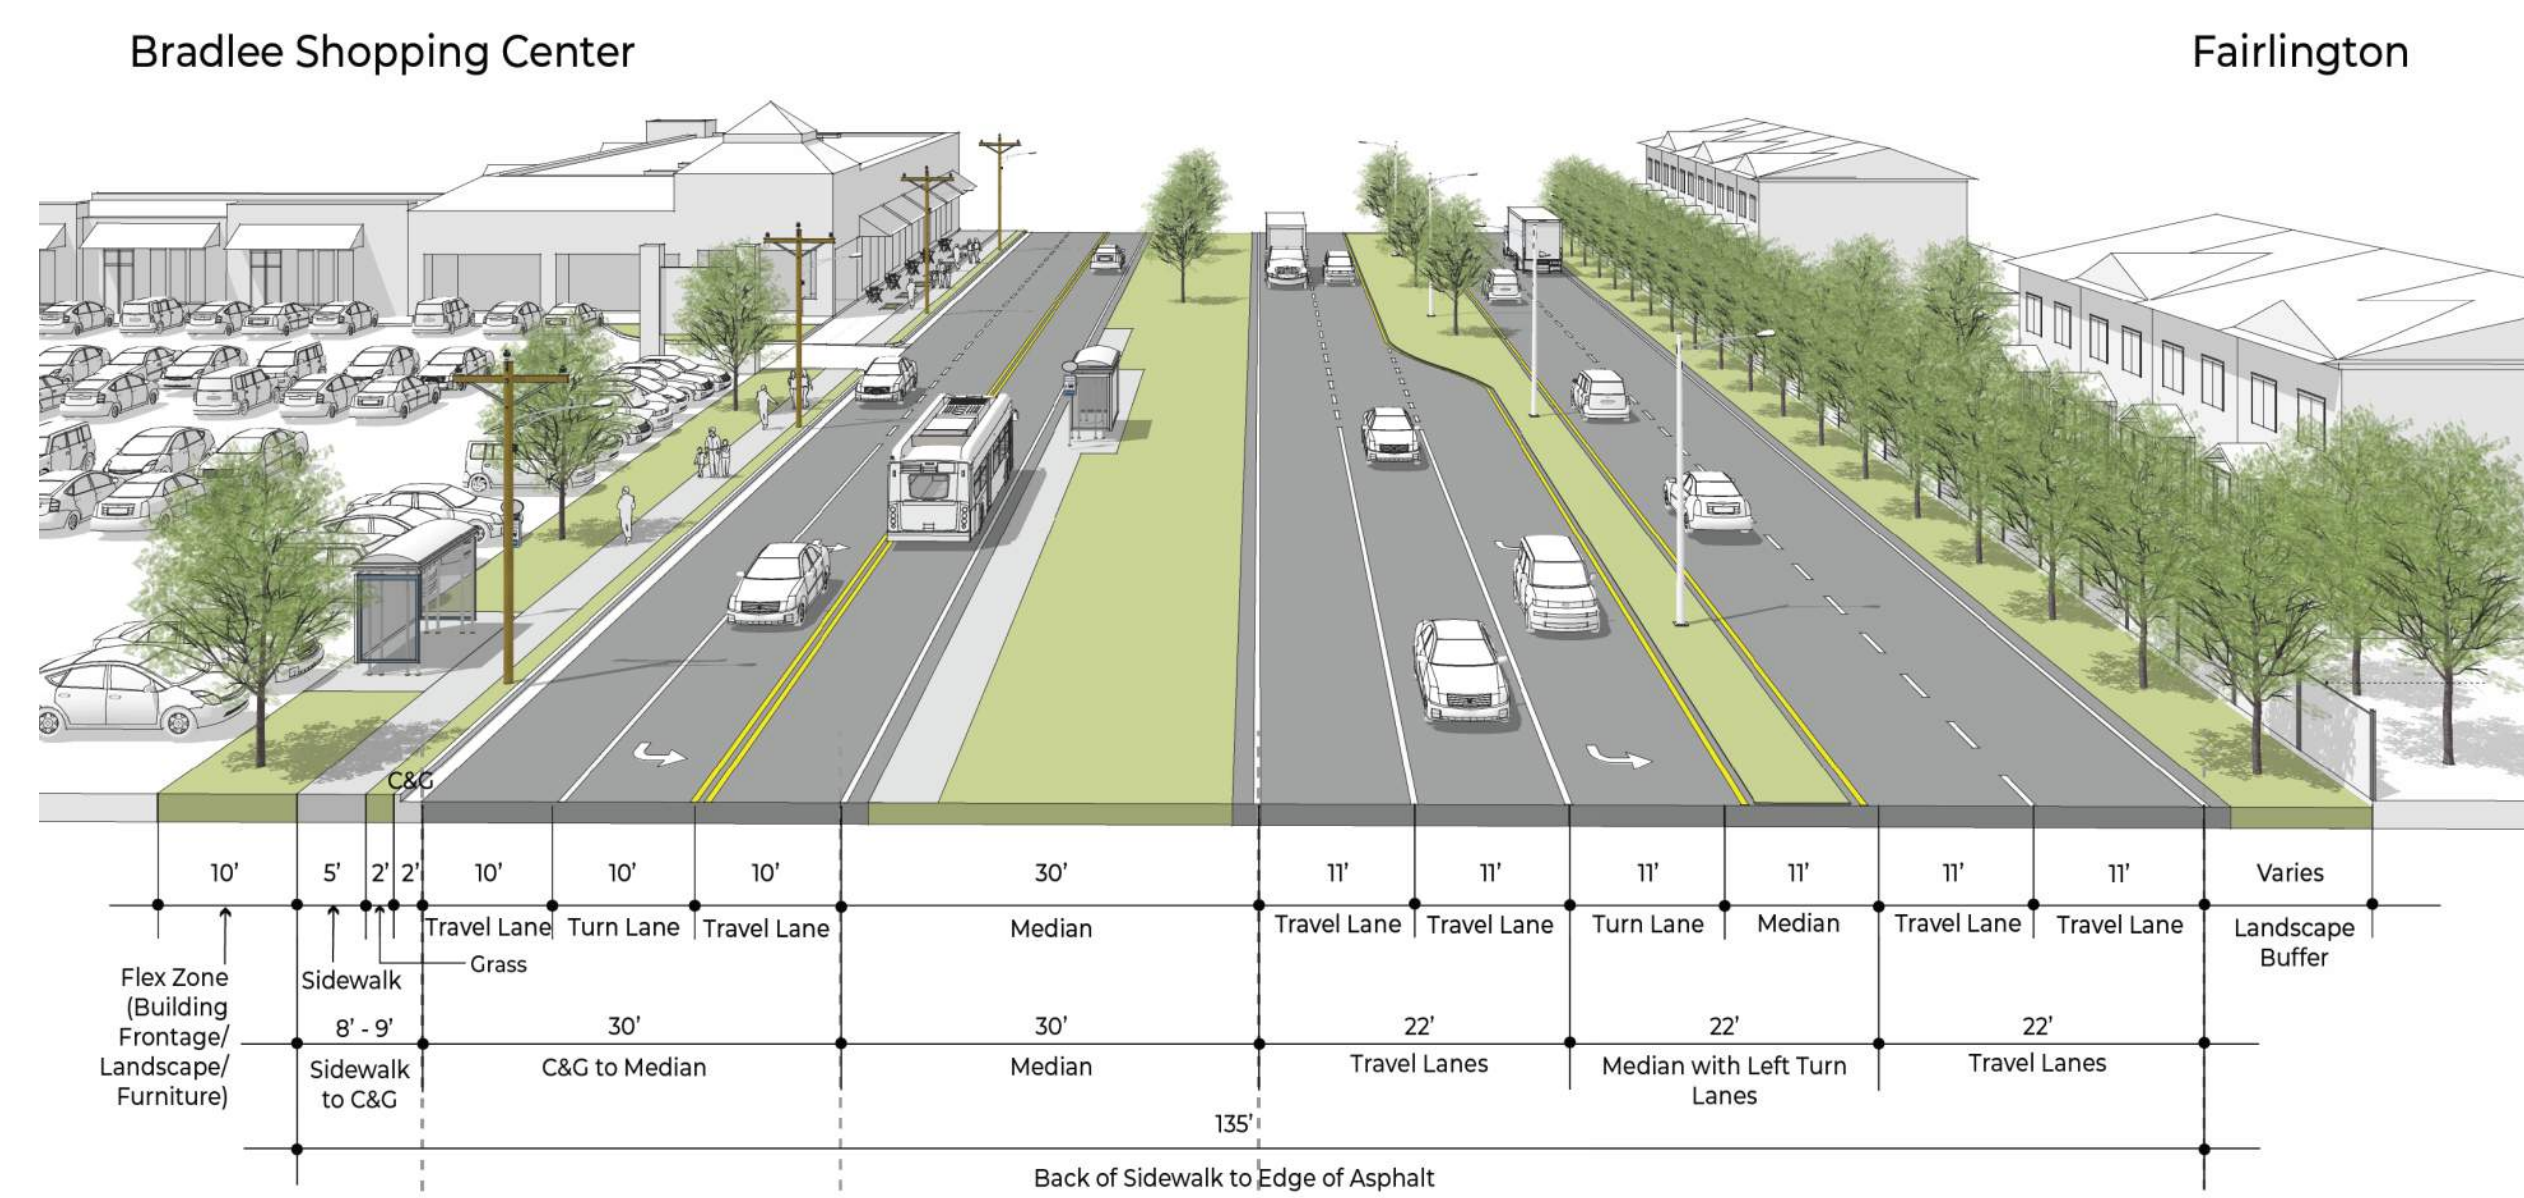 Bradlee Shopping Center
Fairlington
C&G
10’
5’
2’
2’
10’
10’
10’
30’
11’
11’
11’
11’
11’
11’
Varies
Travel Lane
Turn Lane
Travel Lane
Median
Travel Lane
Travel Lane
Turn Lane
Median
Travel Lane
Travel Lane
Landscape
Buffer
Grass
Sidewalk
Flex Zone
(Building
Frontage/
Landscape/
Furniture)
8’ - 9’
30’
30’
22’
22’
22’
Sidewalk
to C&G
C&G to Median
Median
Travel Lanes
Median with Left Turn
Lanes
Travel Lanes
135’
Back of Sidewalk to Edge of Asphalt